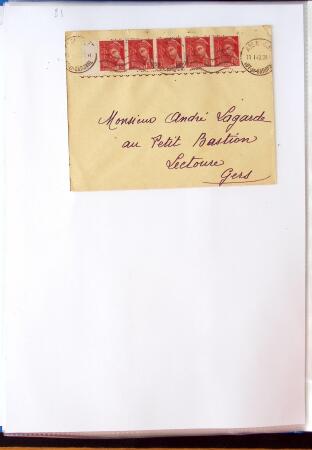 Monsieur André Lagarde
au Petit Bastion
Lectoure
Gers